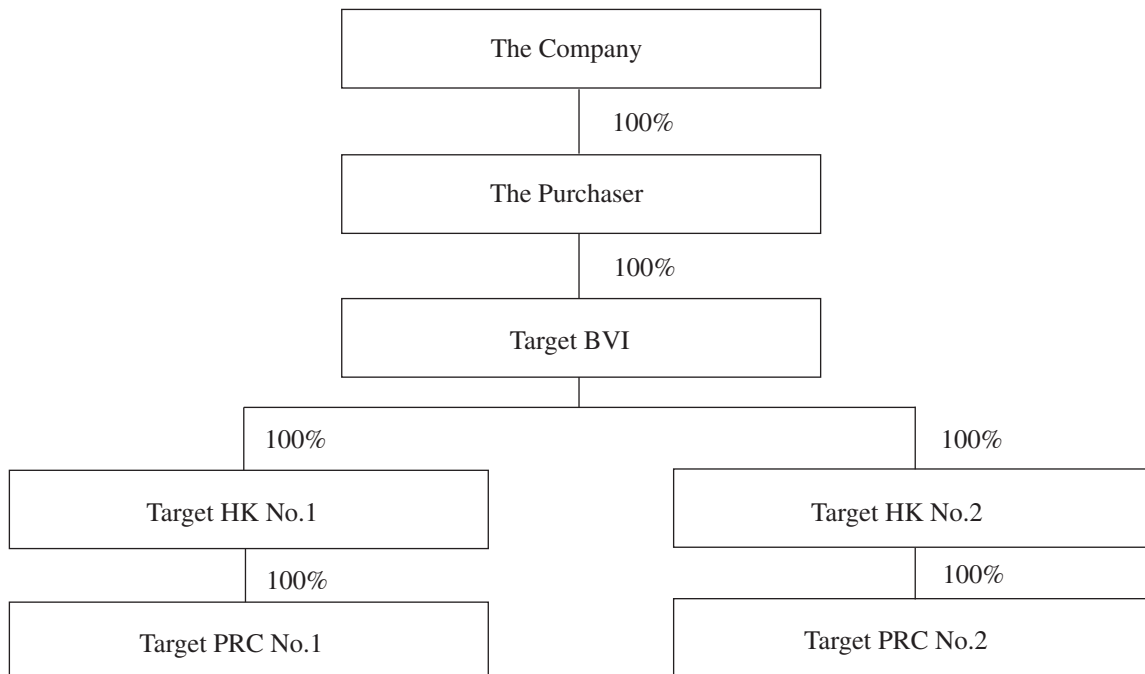 The Company
100%
The Purchaser
100%
Target BVI
100%
100%
Target HK No.1
Target HK No.2
100%
100%
Target PRC No.1
Target PRC No.2